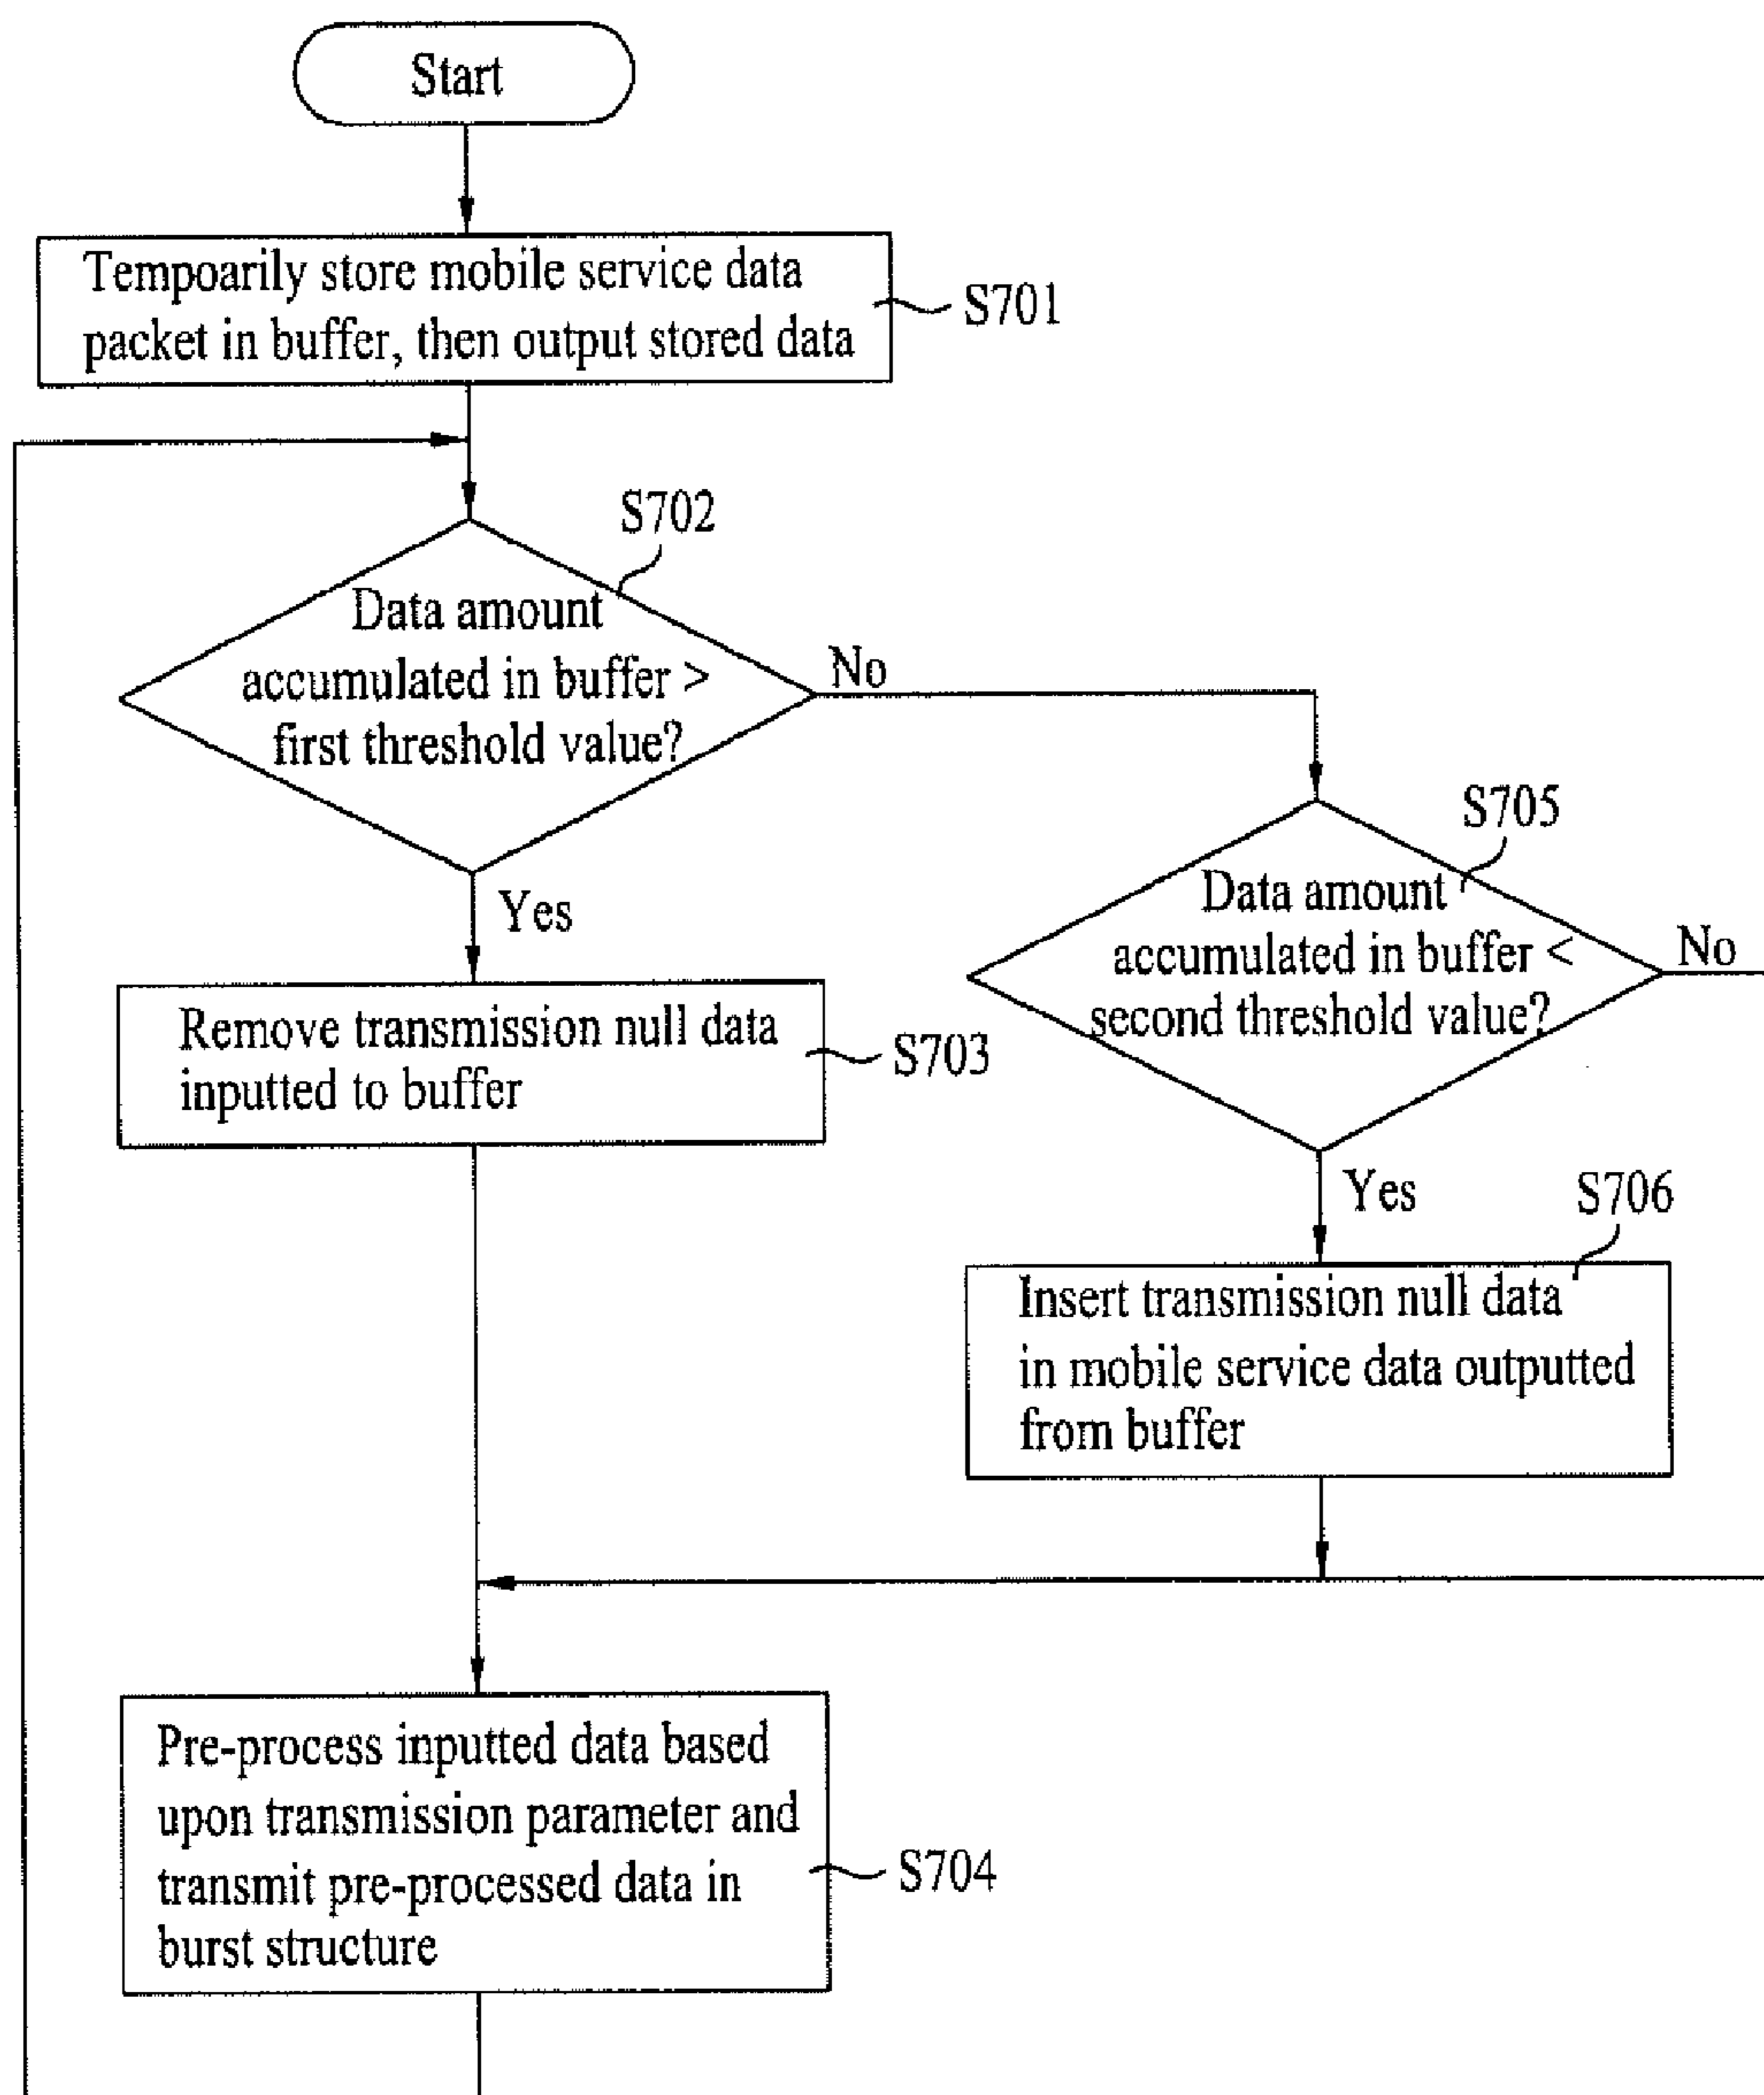 Start
Tempoarily store mobile service data
packet in buffer, then output stored data
S701
S702
Data amount
accumulated in buffer >
first threshold value?
No
Yes
S705
Data amount
accumulated in buffer <
second threshold value?
No
Remove transmission null data
inputted to buffer
S703
Yes
S706
Insert transmission null data
in mobile service data outputted
from buffer
Pre-process inputted data based
upon transmission parameter and
transmit pre-processed data in
burst structure
S704